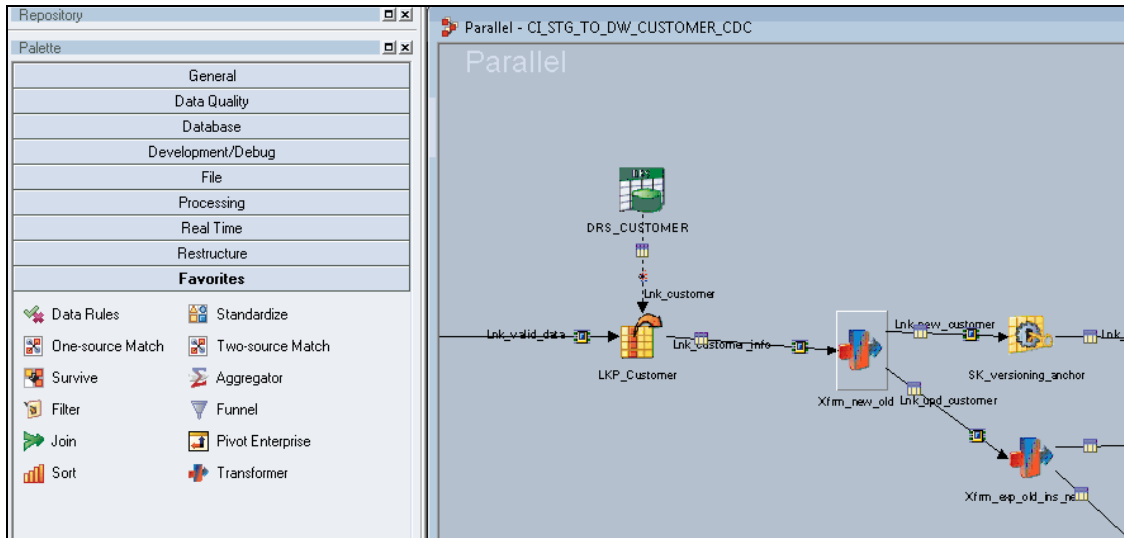 Repository
Palette
General
Data Quality
Database
Development/Debug
File
Processing
Real Time
Restructure
Favorites
Data Rules
Standardize
One-source Match
Two-source Match
Survive
Aggregator
Filter
Funnel
Join
Pivot Enterprise
Sort
Transformer
Parallel - CI_STG_TO_DW_CUSTOMER_CDC
Parallel
DRS_CUSTOMER
Lnk_customer
Lnk_valid_data
LKP_Customer
Lnk_customer_info
Lnk_new_customer
Lnk_
SK_versioning_anchor
Xfrm_new_old
Lnk_upd_customer
Xfrm_exp_old_ins_ne